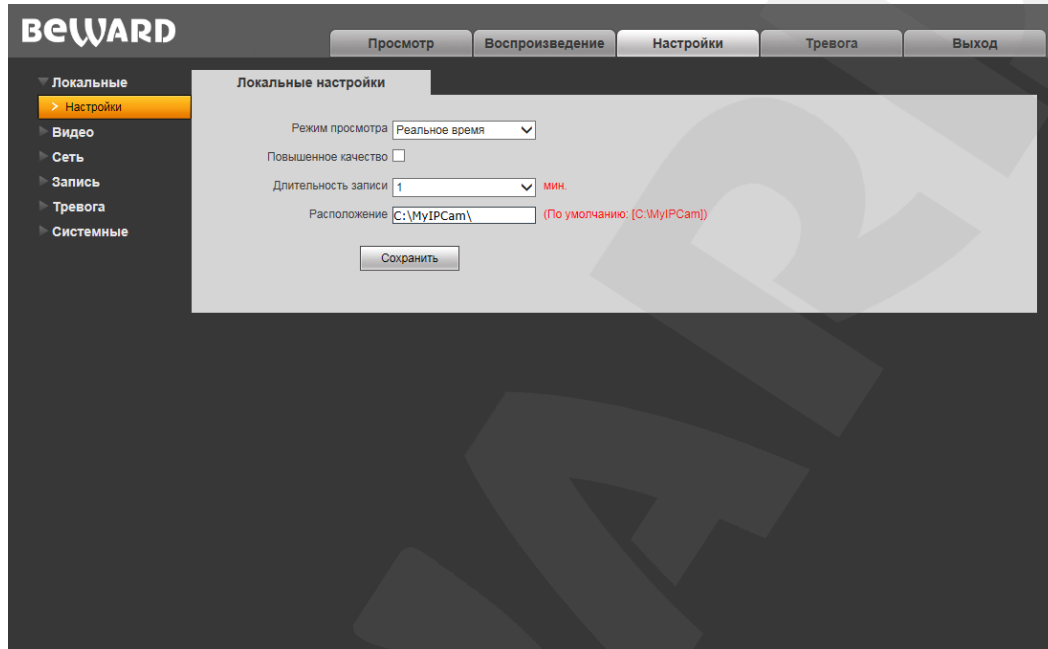 BEWARD
Просмотр Воспроизведение Настройки Тревога Выход
Локальные
> Настройки
Видео
Сеть
Запись
Тревога
Системные
Локальные настройки
Режим просмотра Реальное время
Повышенное качество
Длительность записи 1 мин.
Расположение C:\MyIPCam\ (По умолчанию: [C:\MyIPCam])
Сохранить